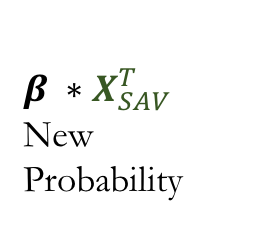 β * X^T_SAV
New
Probability